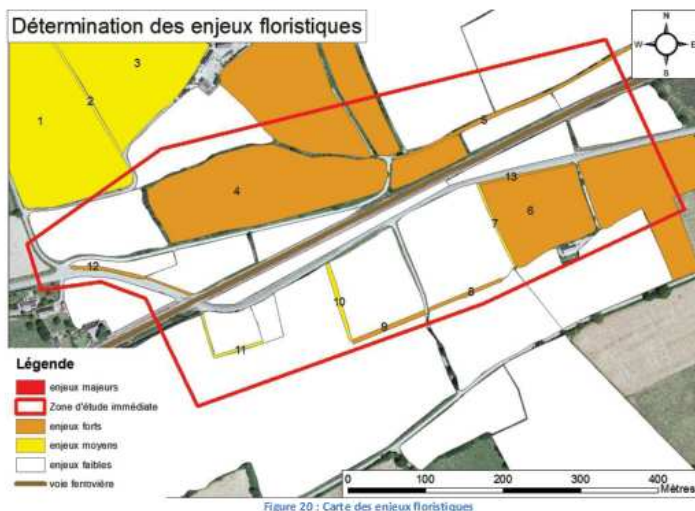 Détermination des enjeux floristiques
N
W
E
S
3
2
1
5
4
13
6
7
12
8
10
9
11
Légende
enjeux majeurs
Zone d'étude immédiate
enjeux forts
enjeux moyens
enjeux faibles
voie ferrovière
0 100 200 300 400
Mètres
Figure 20 : Carte des enjeux floristiques